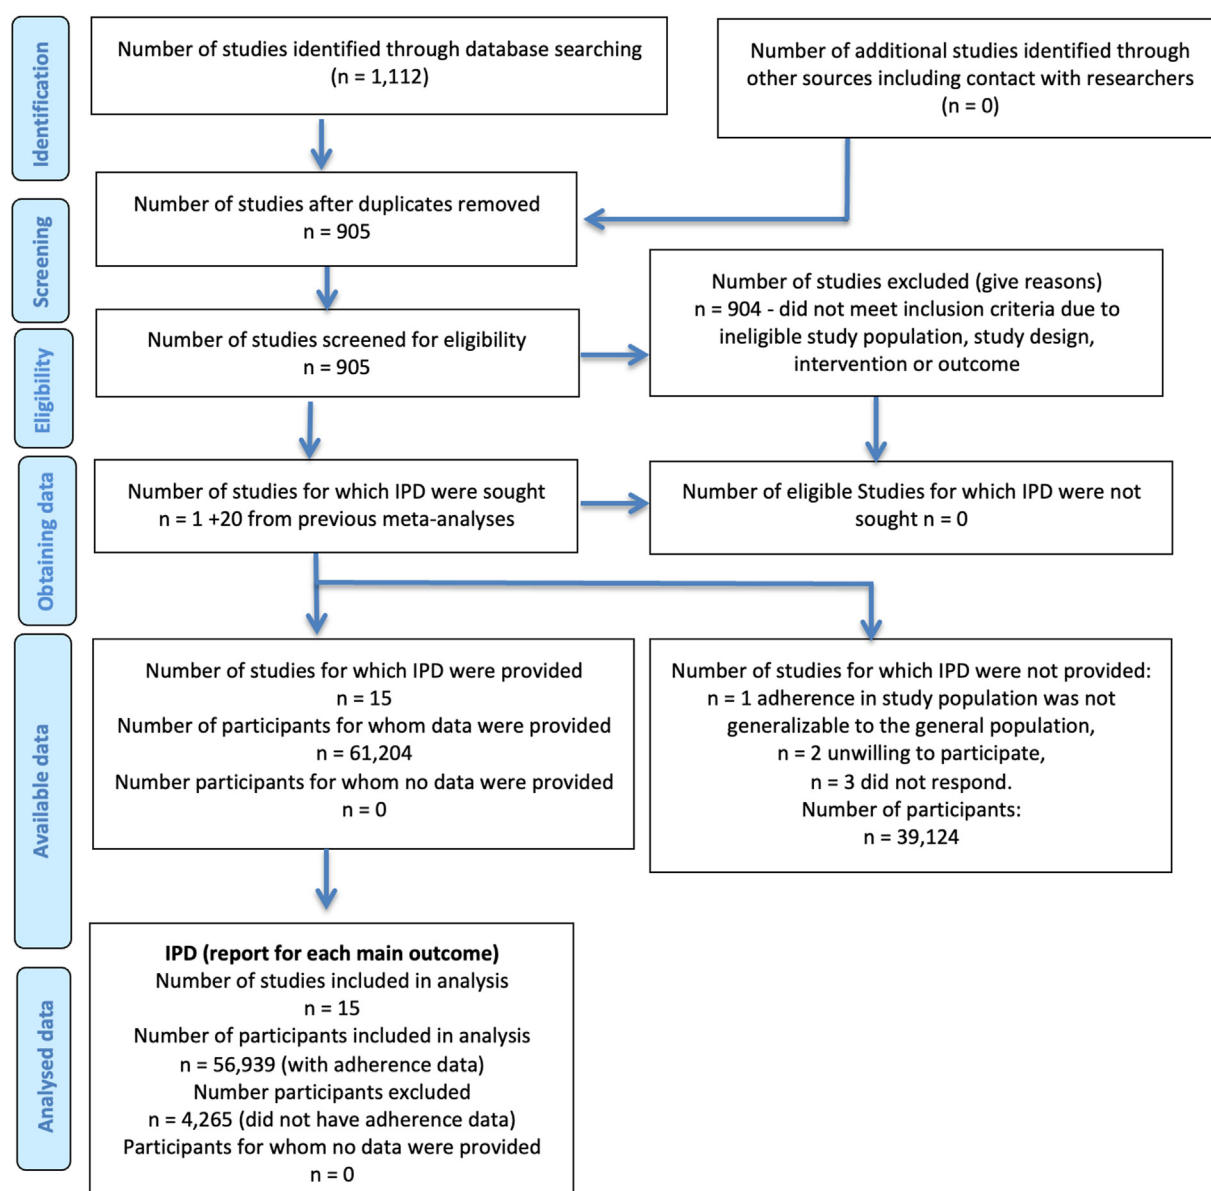 Identification
Number of studies identified through database searching
(n = 1,112)
Number of additional studies identified through
other sources including contact with researchers
(n = 0)
Screening
Number of studies after duplicates removed
n = 905
Number of studies excluded (give reasons)
n = 904 - did not meet inclusion criteria due to
ineligible study population, study design,
intervention or outcome
Eligibility
Number of studies screened for eligibility
n = 905
Obtaining data
Number of studies for which IPD were sought
n = 1 +20 from previous meta-analyses
Number of eligible Studies for which IPD were not
sought n = 0
Available data
Number of studies for which IPD were provided
n = 15
Number of participants for whom data were provided
n = 61,204
Number participants for whom no data were provided
n = 0
Number of studies for which IPD were not provided:
n = 1 adherence in study population was not
generalizable to the general population,
n = 2 unwilling to participate,
n = 3 did not respond.
Number of participants:
n = 39,124
Analysed data
IPD (report for each main outcome)
Number of studies included in analysis
n = 15
Number of participants included in analysis
n = 56,939 (with adherence data)
Number participants excluded
n = 4,265 (did not have adherence data)
Participants for whom no data were provided
n = 0